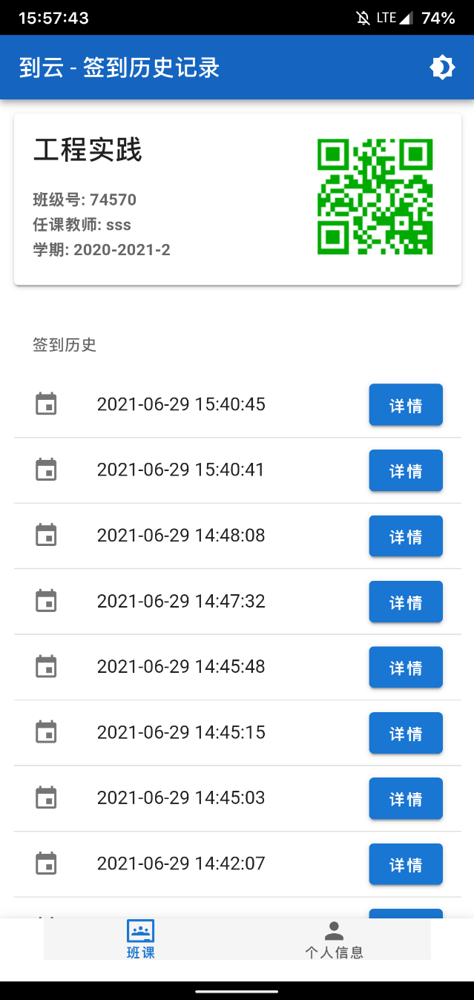 15:57:43 LTE 74%
到云 - 签到历史记录
工程实践
班级号: 74570
任课教师: sss
学期: 2020-2021-2
签到历史
2021-06-29 15:40:45 详情
2021-06-29 15:40:41 详情
2021-06-29 14:48:08 详情
2021-06-29 14:47:32 详情
2021-06-29 14:45:48 详情
2021-06-29 14:45:15 详情
2021-06-29 14:45:03 详情
2021-06-29 14:42:07 详情
班课 个人信息